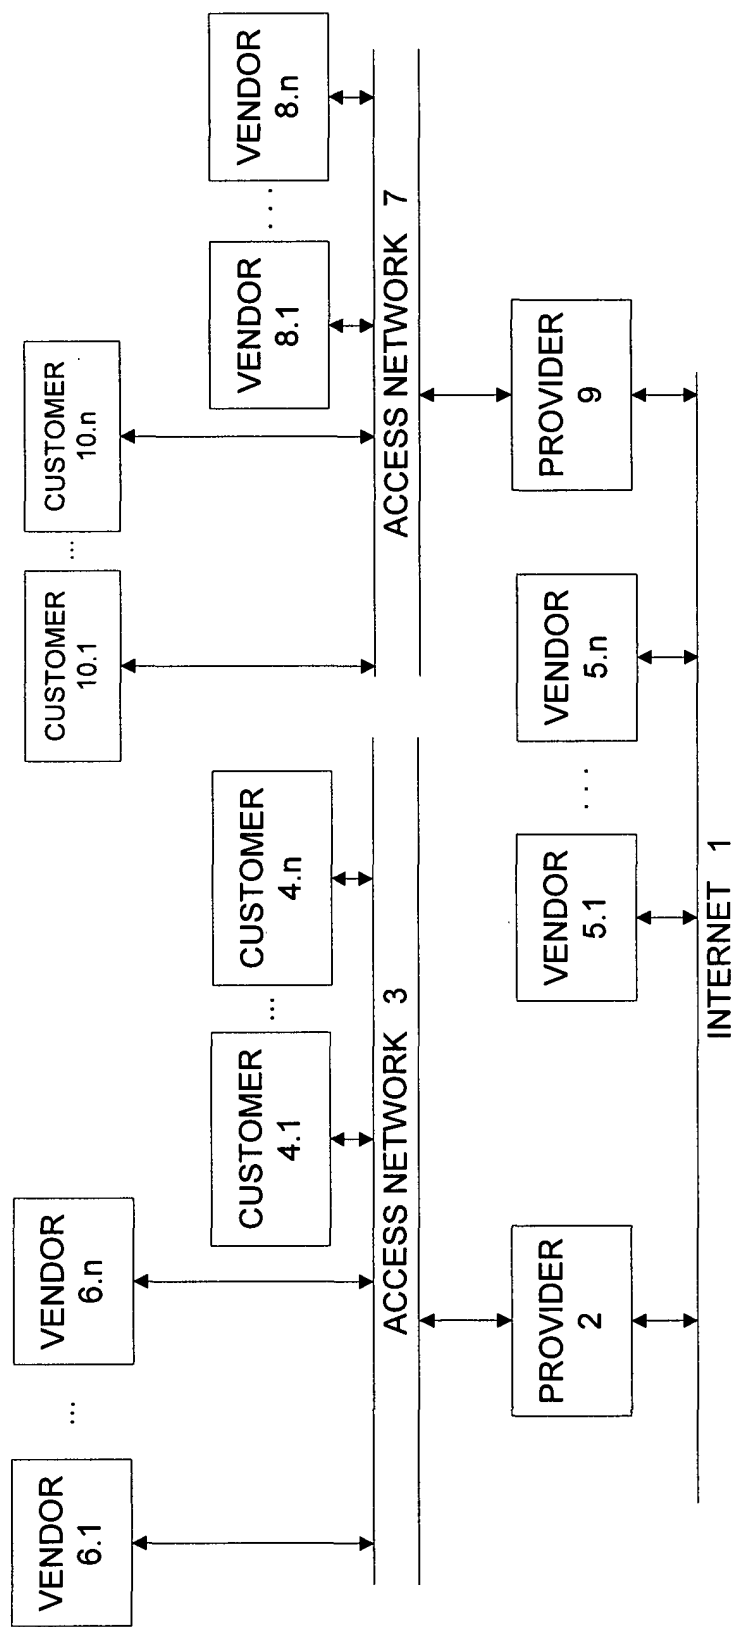 VENDOR
6.1
...
VENDOR
6.n
CUSTOMER
10.1
...
CUSTOMER
10.n
CUSTOMER
4.1
...
CUSTOMER
4.n
VENDOR
8.1
. . . .
VENDOR
8.n
ACCESS NETWORK 3
ACCESS NETWORK 7
PROVIDER
2
VENDOR
5.1
. . .
VENDOR
5.n
PROVIDER
9
INTERNET 1